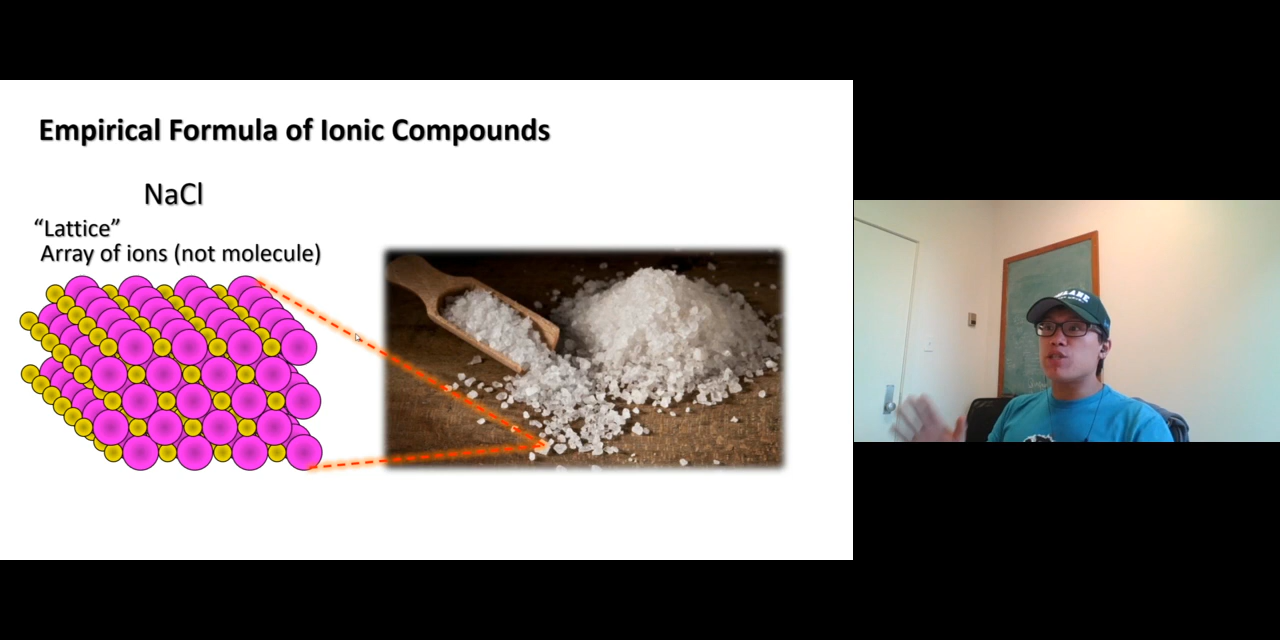 Empirical Formula of Ionic Compounds
NaCl
“Lattice”
Array of ions (not molecule)